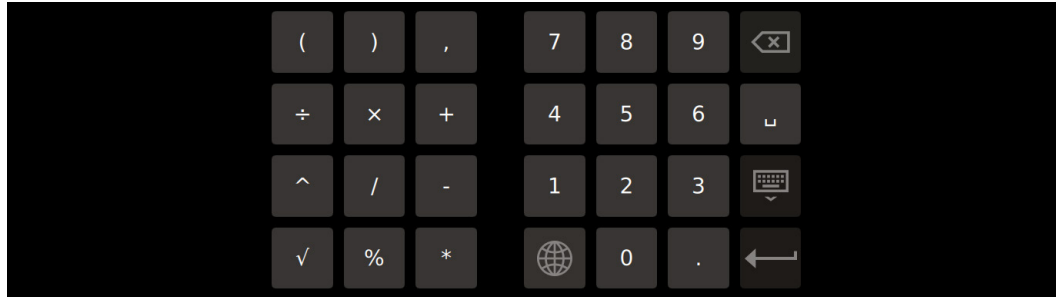 ( ) , 7 8 9
÷ × + 4 5 6 ␣
^ / - 1 2 3
√ % * 0 .